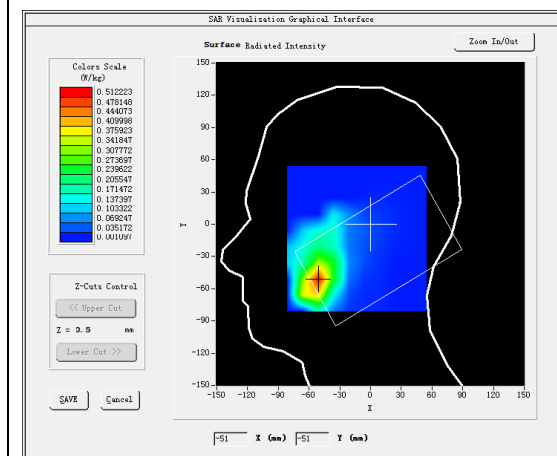 SAR Visualisation Graphical Interface
Surface Radiated Intensity
Zoom In/Out
Colors Scale
(W/kg)
0.512223
0.478148
0.444073
0.409998
0.375923
0.341847
0.307772
0.273697
0.239622
0.205547
0.171472
0.137397
0.103322
0.069247
0.035172
0.001097
Z-Cuts Control
<< Upper Cut
Z = 0.5 mm
Lower Cut >>
SAVE Cancel
150
120
90
60
30
0
-30
-60
-90
-120
-150
Y
-150 -120 -90 -60 -30 0 30 60 90 120 150
X
-51 X (mm) -51 Y (mm)